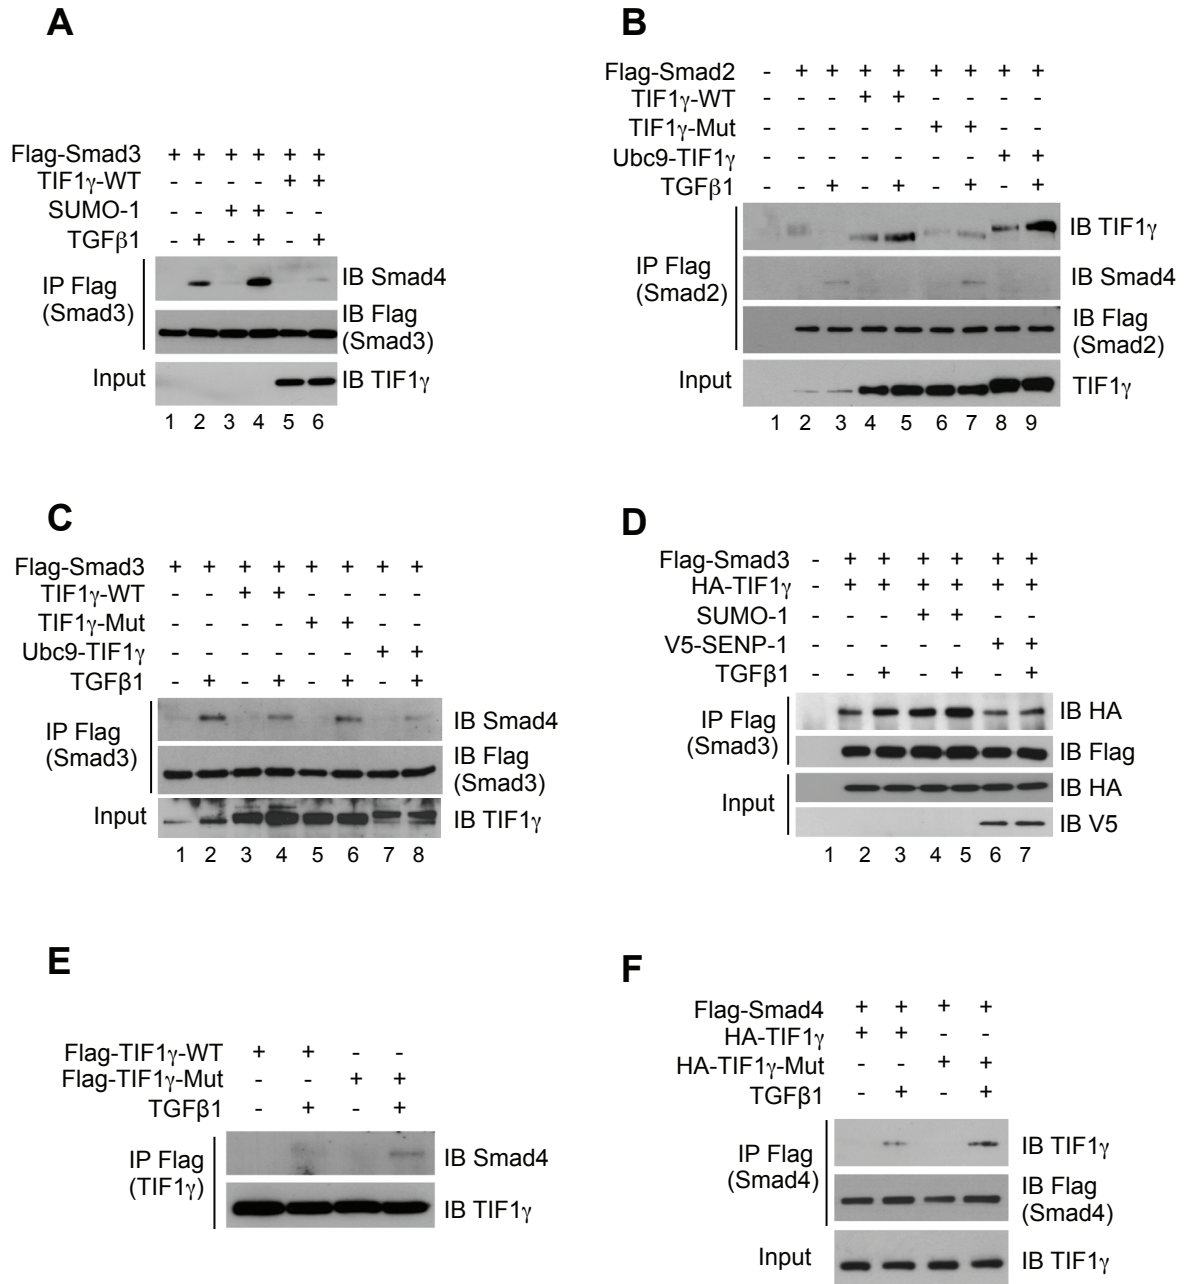 A
Flag-Smad3 + + + + + +
TIF1γ-WT - - - - + +
SUMO-1 - - + + - -
TGFβ1 - + - + - +
IP Flag
(Smad3)
IB Smad4
IB Flag
(Smad3)
Input
IB TIF1γ
1 2 3 4 5 6
B
Flag-Smad2 - + + + + + + + +
TIF1γ-WT - - - + + - - - -
TIF1γ-Mut - - - - - + + - -
Ubc9-TIF1γ - - - - - - - + +
TGFβ1 - - + - + - + - +
IP Flag
(Smad2)
IB TIF1γ
IB Smad4
IB Flag
(Smad2)
Input
TIF1γ
1 2 3 4 5 6 7 8 9
C
Flag-Smad3 + + + + + + + +
TIF1γ-WT - - + + - - - -
TIF1γ-Mut - - - - + + - -
Ubc9-TIF1γ - - - - - - + +
TGFβ1 - + - + - + - +
IP Flag
(Smad3)
IB Smad4
IB Flag
(Smad3)
Input
IB TIF1γ
1 2 3 4 5 6 7 8
D
Flag-Smad3 - + + + + + +
HA-TIF1γ - + + + + + +
SUMO-1 - - - + + - -
V5-SENP-1 - - - - - + +
TGFβ1 - - + - + - +
IP Flag
(Smad3)
IB HA
IB Flag
Input
IB HA
IB V5
1 2 3 4 5 6 7
E
Flag-TIF1γ-WT + + - -
Flag-TIF1γ-Mut - - + +
TGFβ1 - + - +
IP Flag
(TIF1γ)
IB Smad4
IB TIF1γ
F
Flag-Smad4 + + + +
HA-TIF1γ + + - -
HA-TIF1γ-Mut - - + +
TGFβ1 - + - +
IP Flag
(Smad4)
IB TIF1γ
IB Flag
(Smad4)
Input
IB TIF1γ